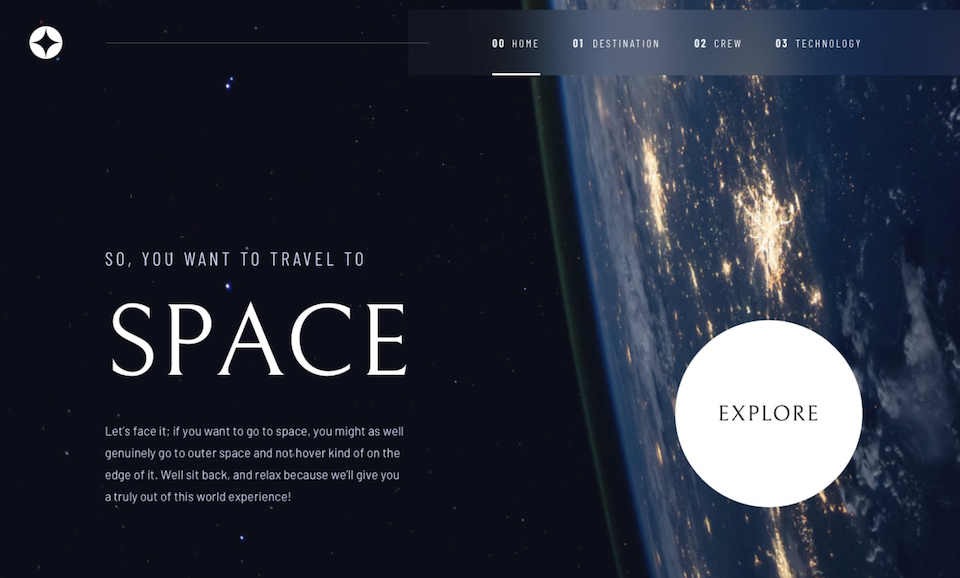 00 HOME 01 DESTINATION 02 CREW 03 TECHNOLOGY
SO, YOU WANT TO TRAVEL TO
SPACE
Let's face it; if you want to go to space, you might as well
genuinely go to outer space and not hover kind of on the
edge of it. Well sit back, and relax because we'll give you
a truly out of this world experience!
EXPLORE